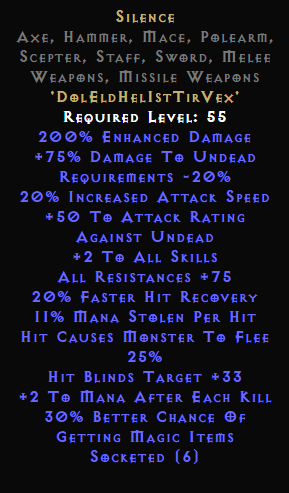 Silence
Axe, Hammer, Mace, Polearm,
Scepter, Staff, Sword, Melee
Weapons, Missile Weapons
'DolEldHelIstTirVex'
Required Level: 55
200% Enhanced Damage
+75% Damage To Undead
Requirements -20%
20% Increased Attack Speed
+50 To Attack Rating
Against Undead
+2 To All Skills
All Resistances +75
20% Faster Hit Recovery
11% Mana Stolen Per Hit
Hit Causes Monster To Flee
25%
Hit Blinds Target +33
+2 To Mana After Each Kill
30% Better Chance Of
Getting Magic Items
Socketed (6)